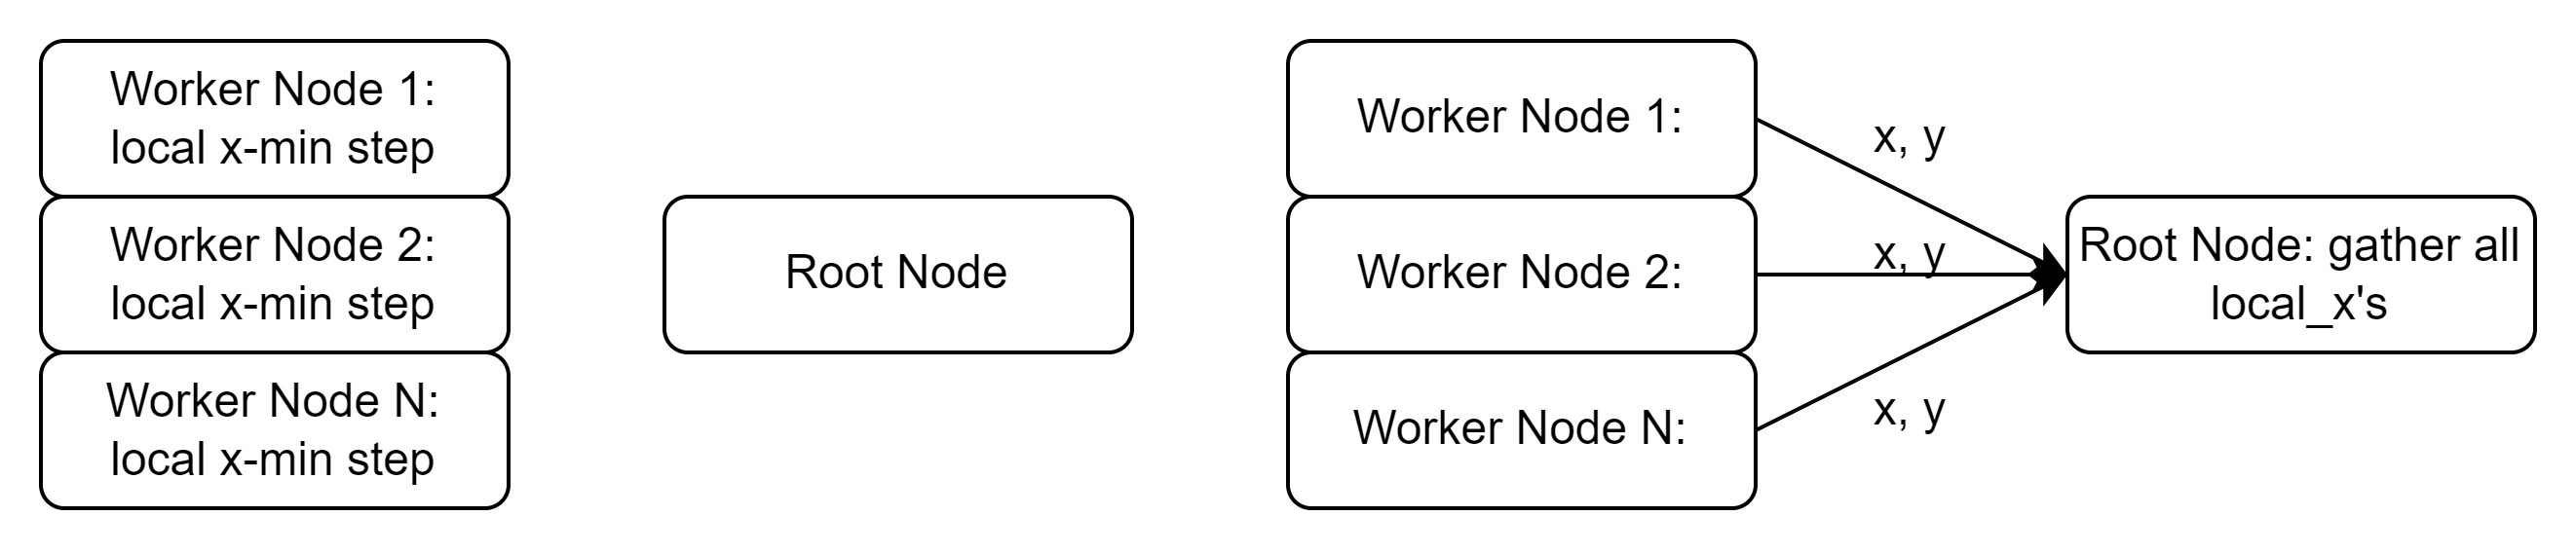 Worker Node 1:
local x-min step
Worker Node 2:
local x-min step
Worker Node N:
local x-min step
Root Node
Worker Node 1:
Worker Node 2:
Worker Node N:
x, y
x, y
x, y
Root Node: gather all
local_x's